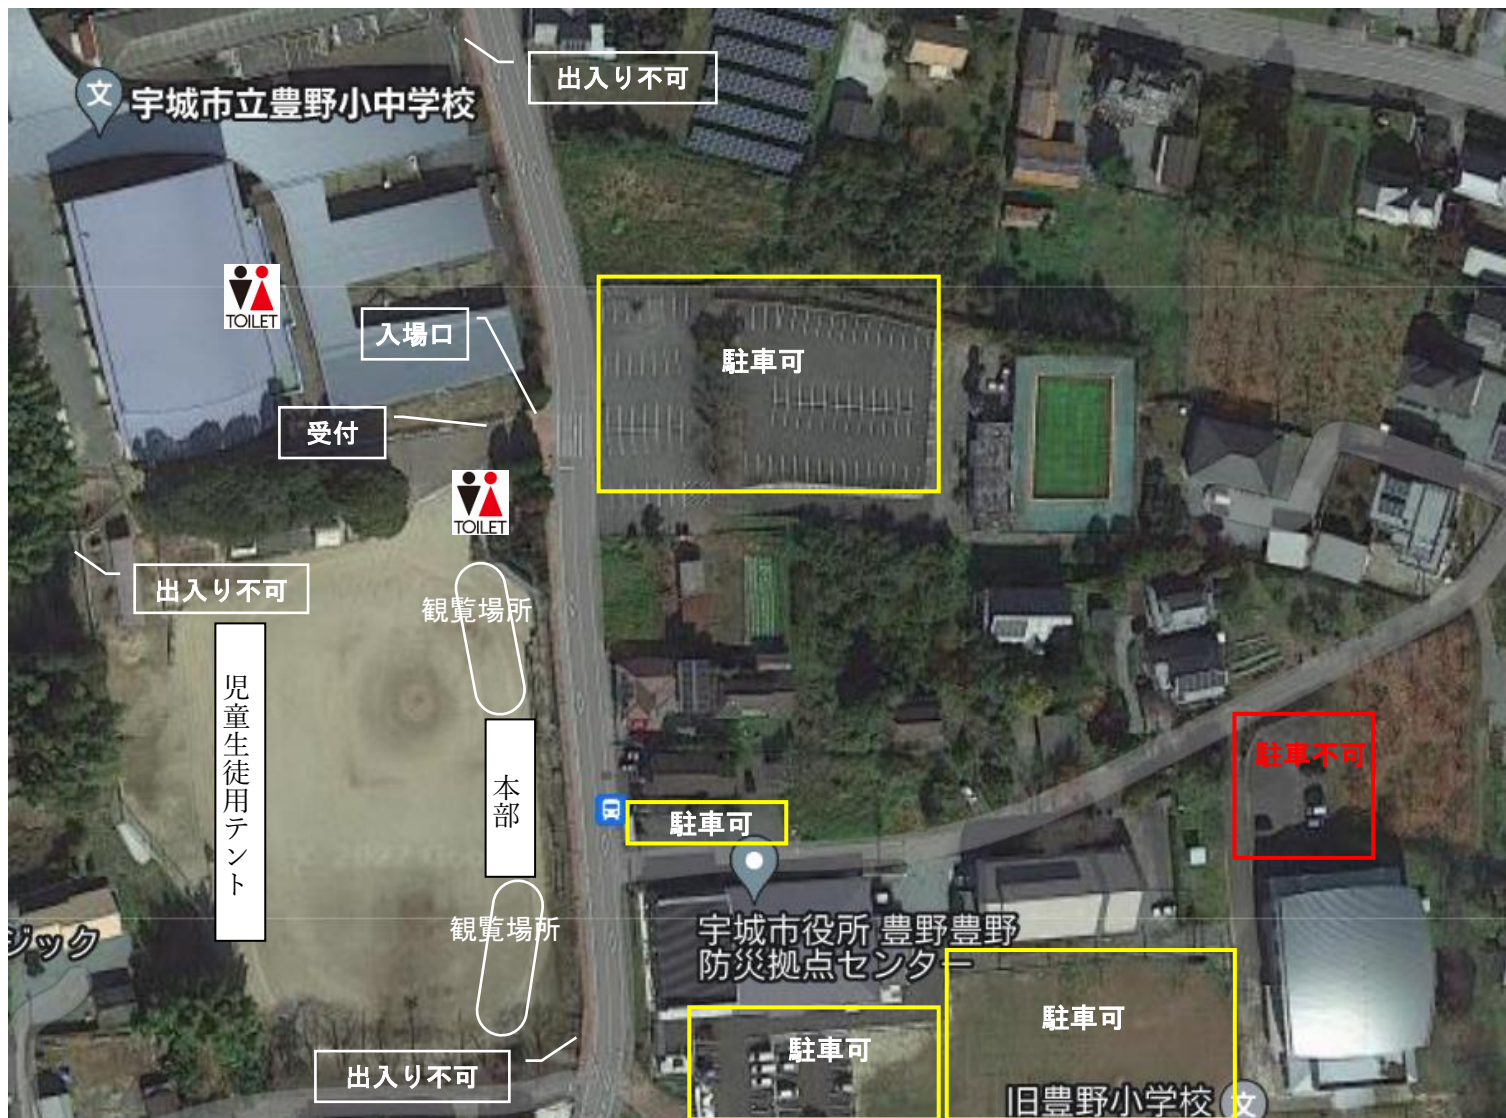 出入り不可
文
宇城市立豊野小中学校
TOILET
入場口
駐車可
受付
TOILET
出入り不可
観覧場所
児童生徒用テント
本部
駐車不可
駐車可
観覧場所
宇城市役所 豊野豊野
防災拠点センター
ジック
駐車可
駐車可
出入り不可
旧豊野小学校
文